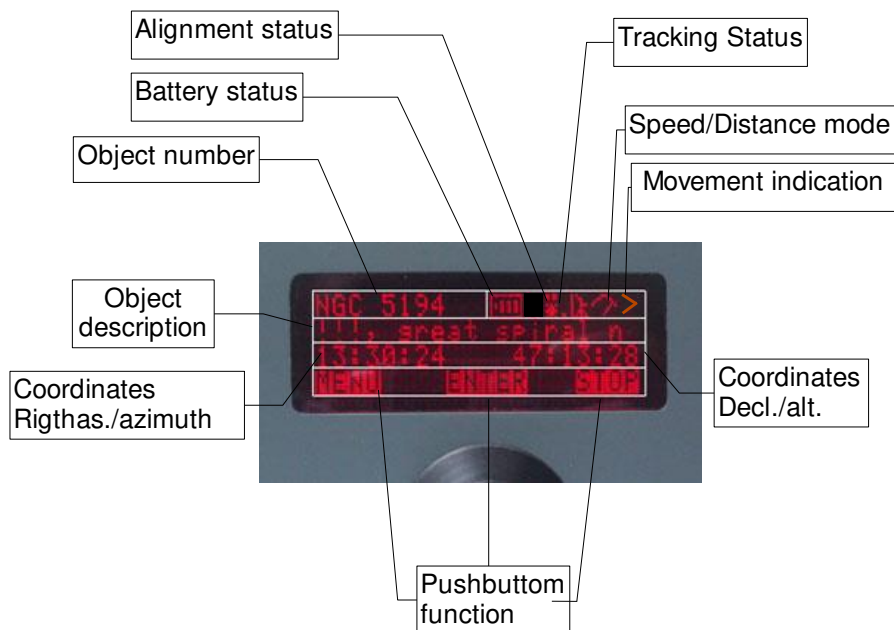 Alignment status
Tracking Status
Battery status
Speed/Distance mode
Object number
Movement indication
NGC 5194
Object
description
''', great spiral n
13:30:24 47:13:28
MENU ENTER STOP
Coordinates
Rigthas./azimuth
Coordinates
Decl./alt.
Pushbuttom
function